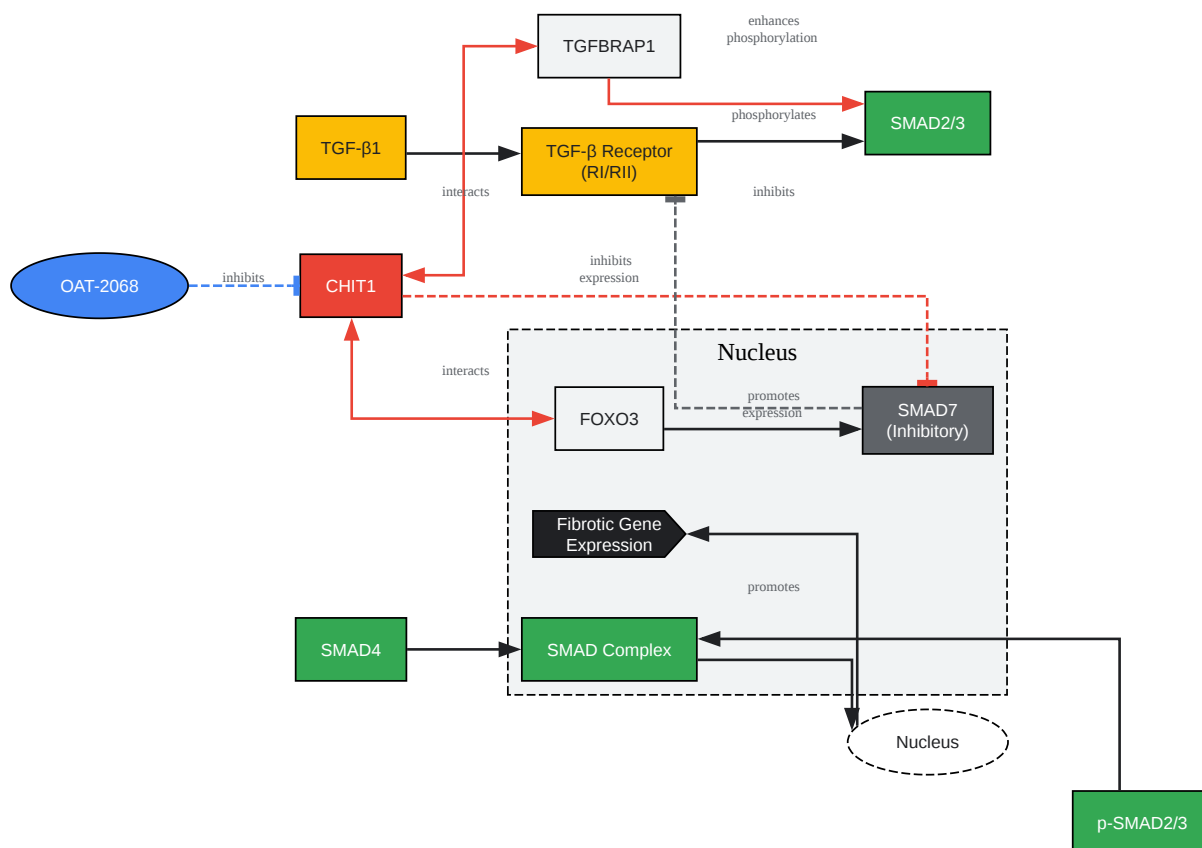 enhances
phosphorylation
TGFBRAP1
phosphorylates
SMAD2/3
TGF-β1
TGF-β Receptor
(RI/RII)
interacts
inhibits
inhibits
expression
OAT-2068
inhibits
CHIT1
Nucleus
interacts
promotes
expression
FOXO3
SMAD7
(Inhibitory)
Fibrotic Gene
Expression
promotes
SMAD4
SMAD Complex
Nucleus
p-SMAD2/3